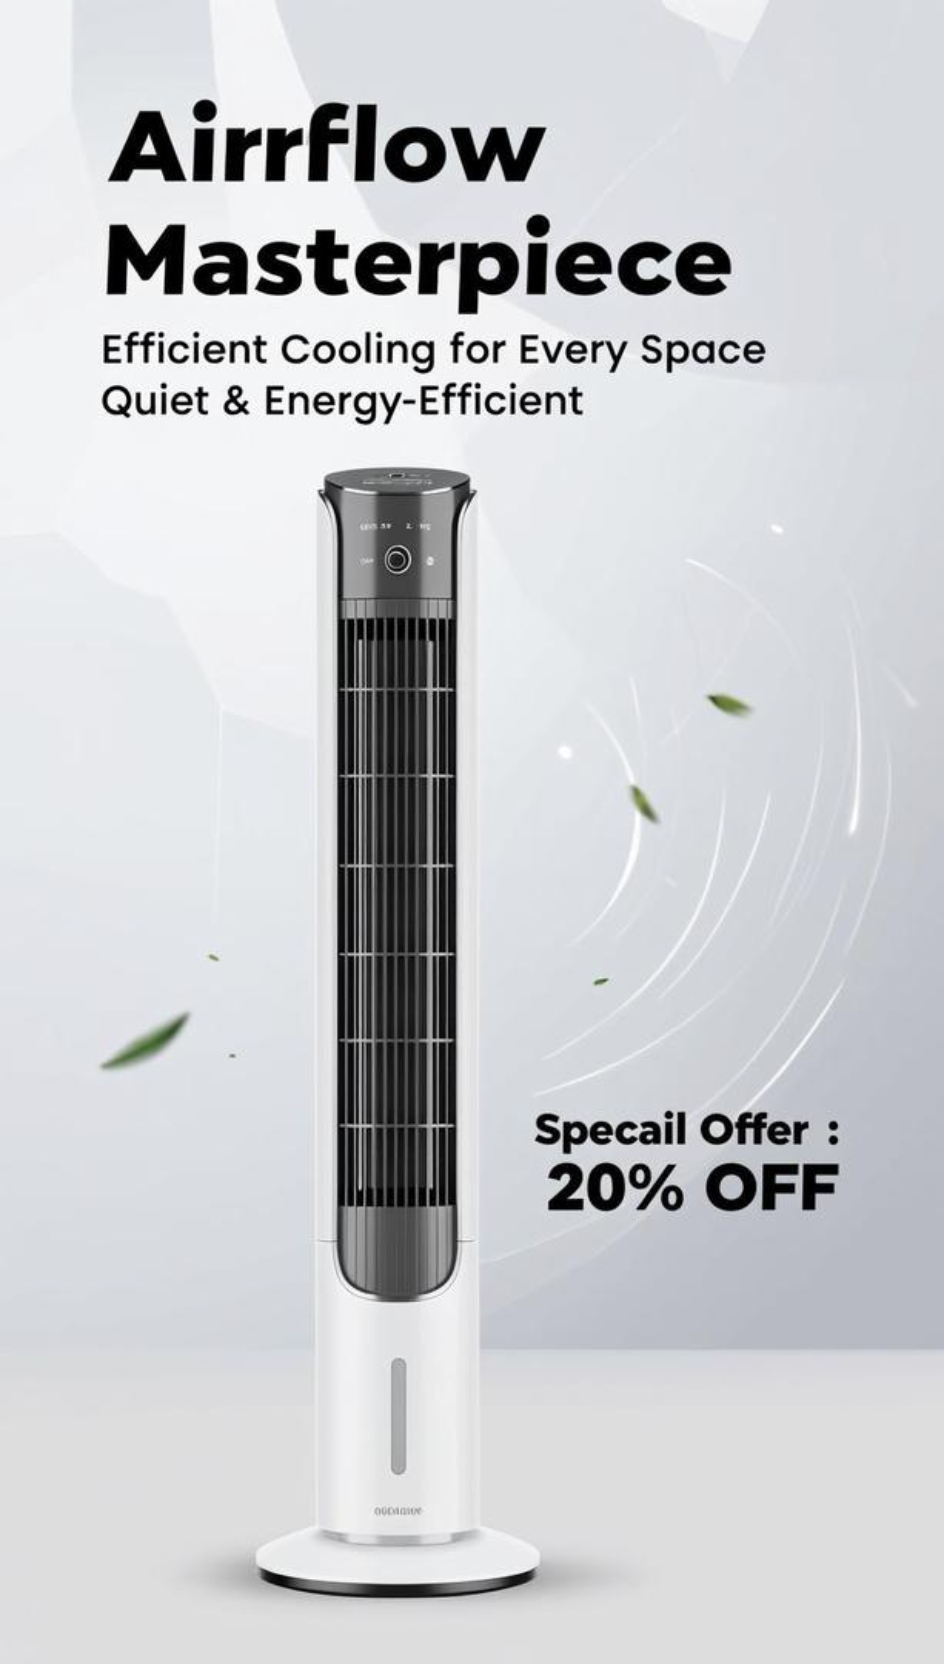 Airrflow
Masterpiece
Efficient Cooling for Every Space
Quiet & Energy-Efficient
Specail Offer :
20% OFF